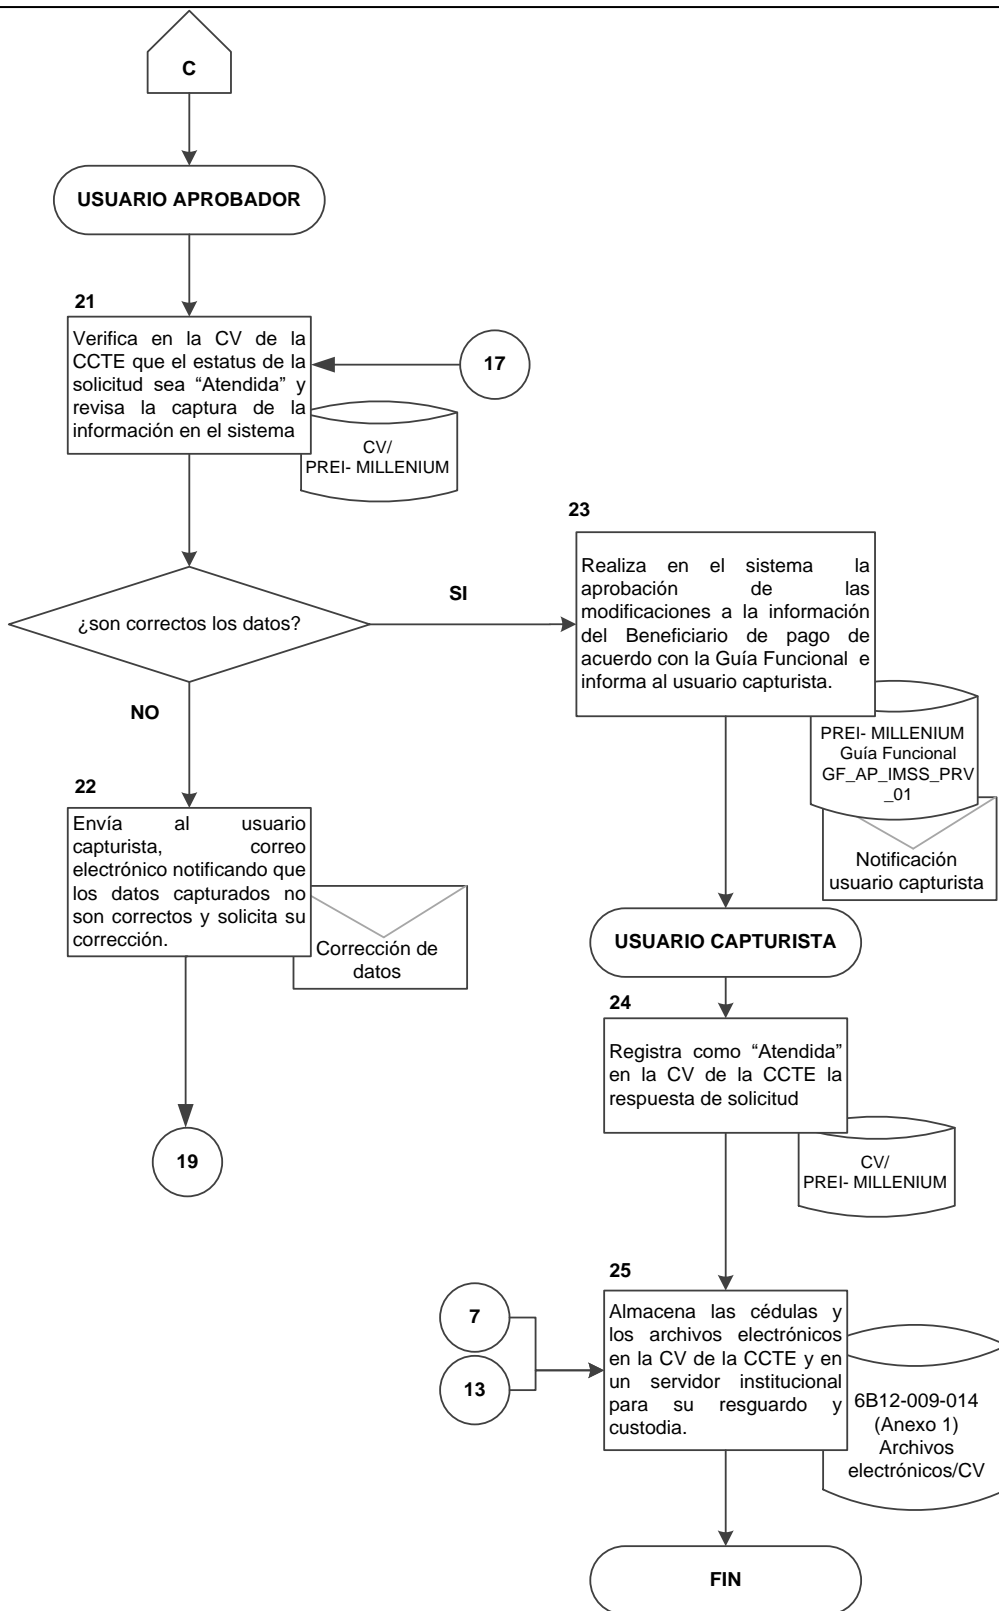 C
USUARIO APROBADOR
21
Verifica en la CV de la
CCTE que el estatus de la
solicitud sea “Atendida” y
revisa la captura de la
información en el sistema
17
CV/
PREI- MILLENIUM
¿son correctos los datos?
SI
NO
23
Realiza en el sistema la
aprobación de las
modificaciones a la información
del Beneficiario de pago de
acuerdo con la Guía Funcional e
informa al usuario capturista.
PREI- MILLENIUM
Guía Funcional
GF_AP_IMSS_PRV
_01
Notificación
usuario capturista
22
Envía al usuario
capturista, correo
electrónico notificando que
los datos capturados no
son correctos y solicita su
corrección.
Corrección de
datos
19
USUARIO CAPTURISTA
24
Registra como “Atendida”
en la CV de la CCTE la
respuesta de solicitud
CV/
PREI- MILLENIUM
25
Almacena las cédulas y
los archivos electrónicos
en la CV de la CCTE y en
un servidor institucional
para su resguardo y
custodia.
7
13
6B12-009-014
(Anexo 1)
Archivos
electrónicos/CV
FIN